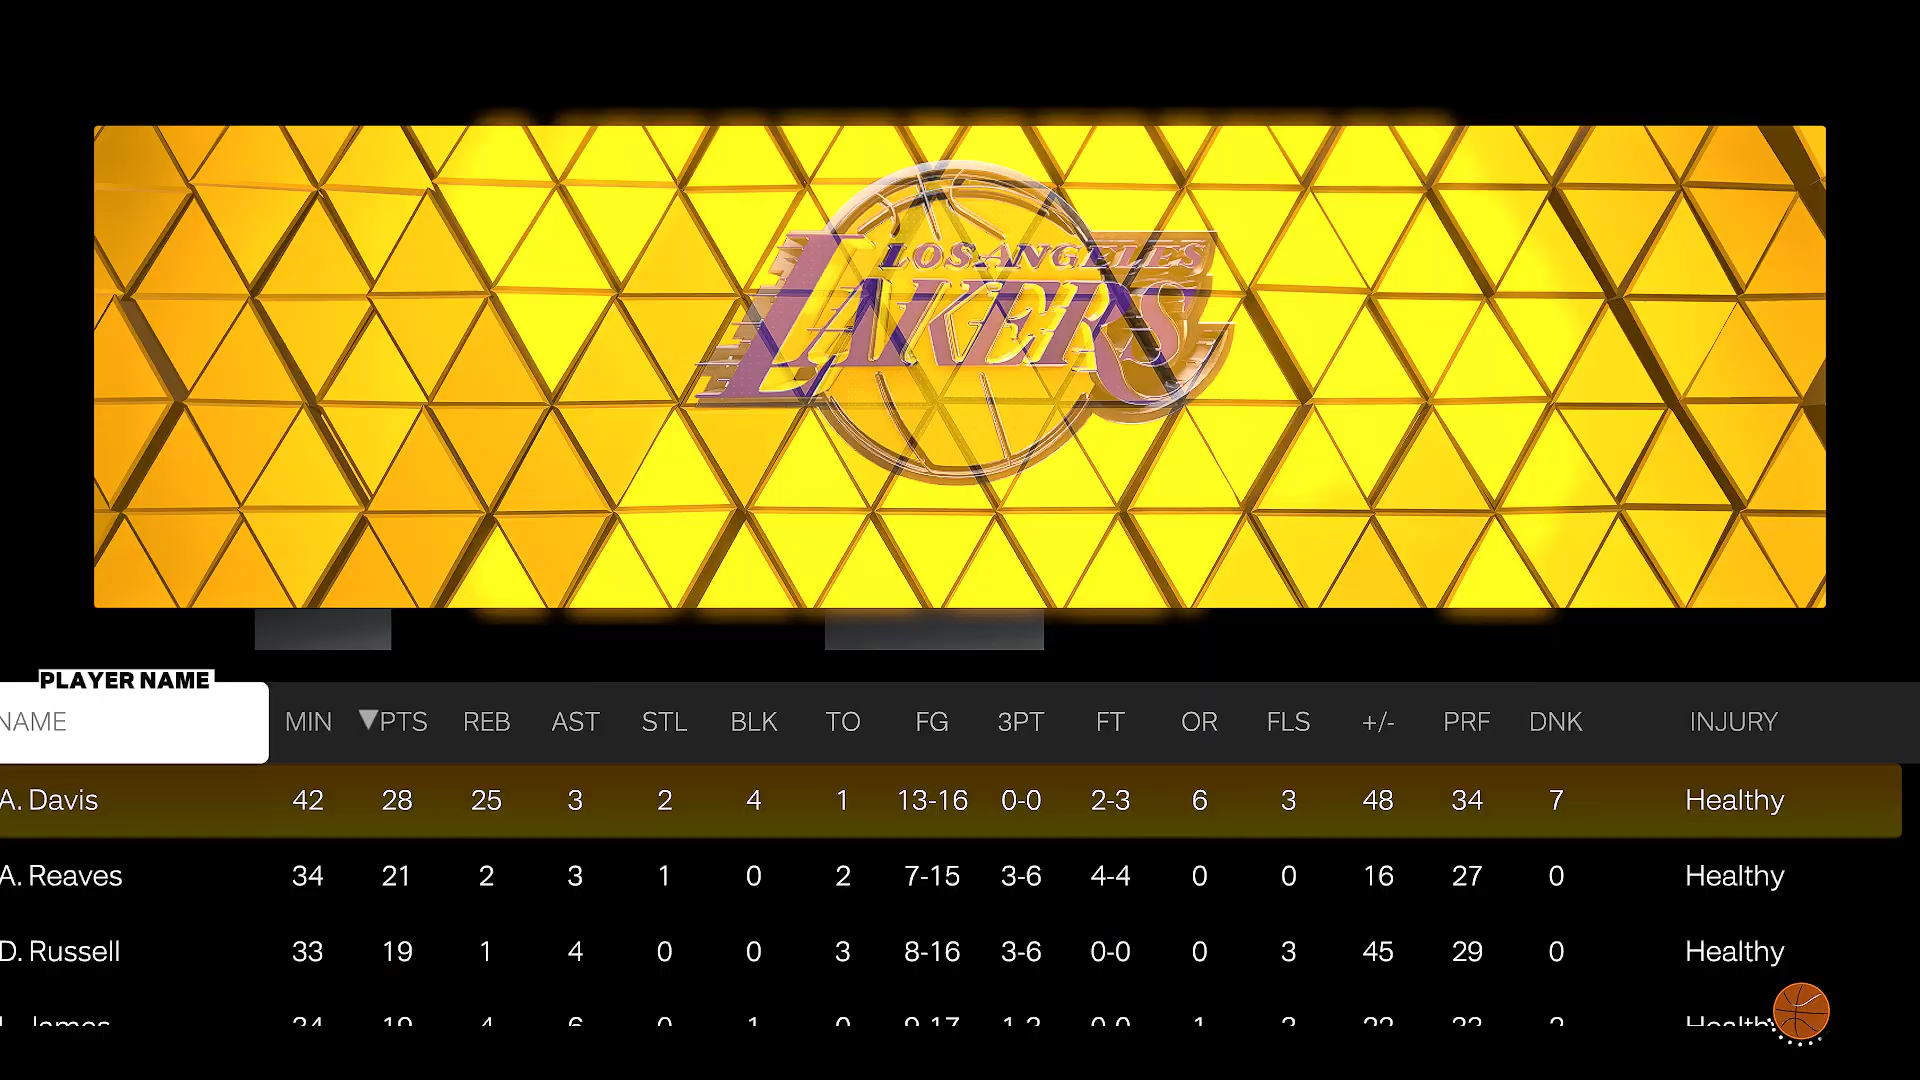 LOS ANGELES
LAKERS
PLAYER NAME
NAME MIN ▼PTS REB AST STL BLK TO FG 3PT FT OR FLS +/- PRF DNK INJURY
A. Davis 42 28 25 3 2 4 1 13-16 0-0 2-3 6 3 48 34 7 Healthy
A. Reaves 34 21 2 3 1 0 2 7-15 3-6 4-4 0 0 16 27 0 Healthy
D. Russell 33 19 1 4 0 0 3 8-16 3-6 0-0 0 3 45 29 0 Healthy
James